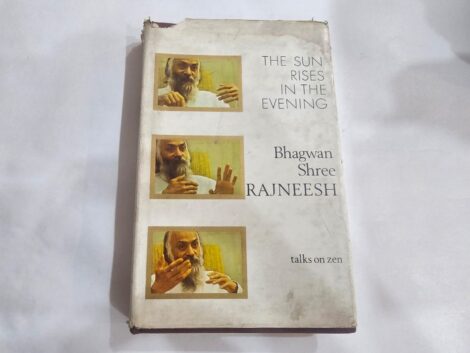 THE SUN
RISES
IN THE
EVENING
Bhagwan
Shree
RAJNEESH
talks on zen